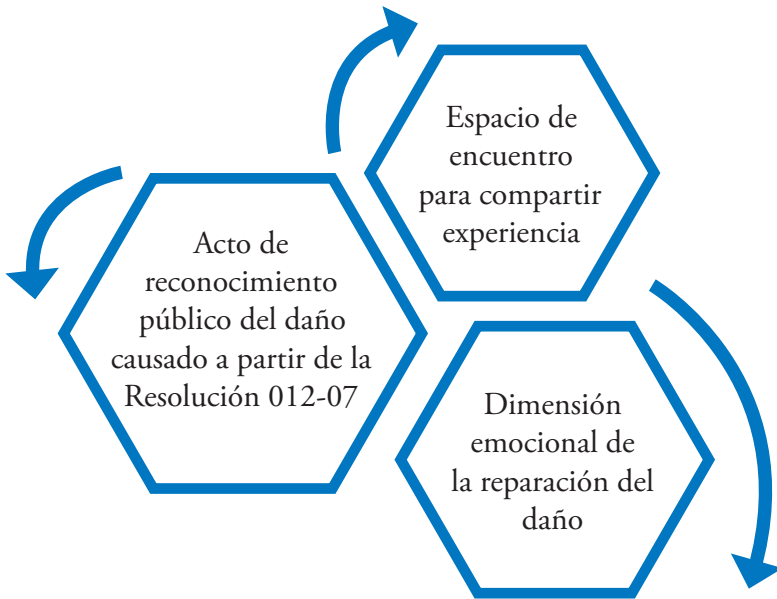 Espacio de
encuentro
para compartir
experiencia
Acto de
reconocimiento
público del daño
causado a partir de la
Resolución 012-07
Dimensión
emocional de
la reparación del
daño